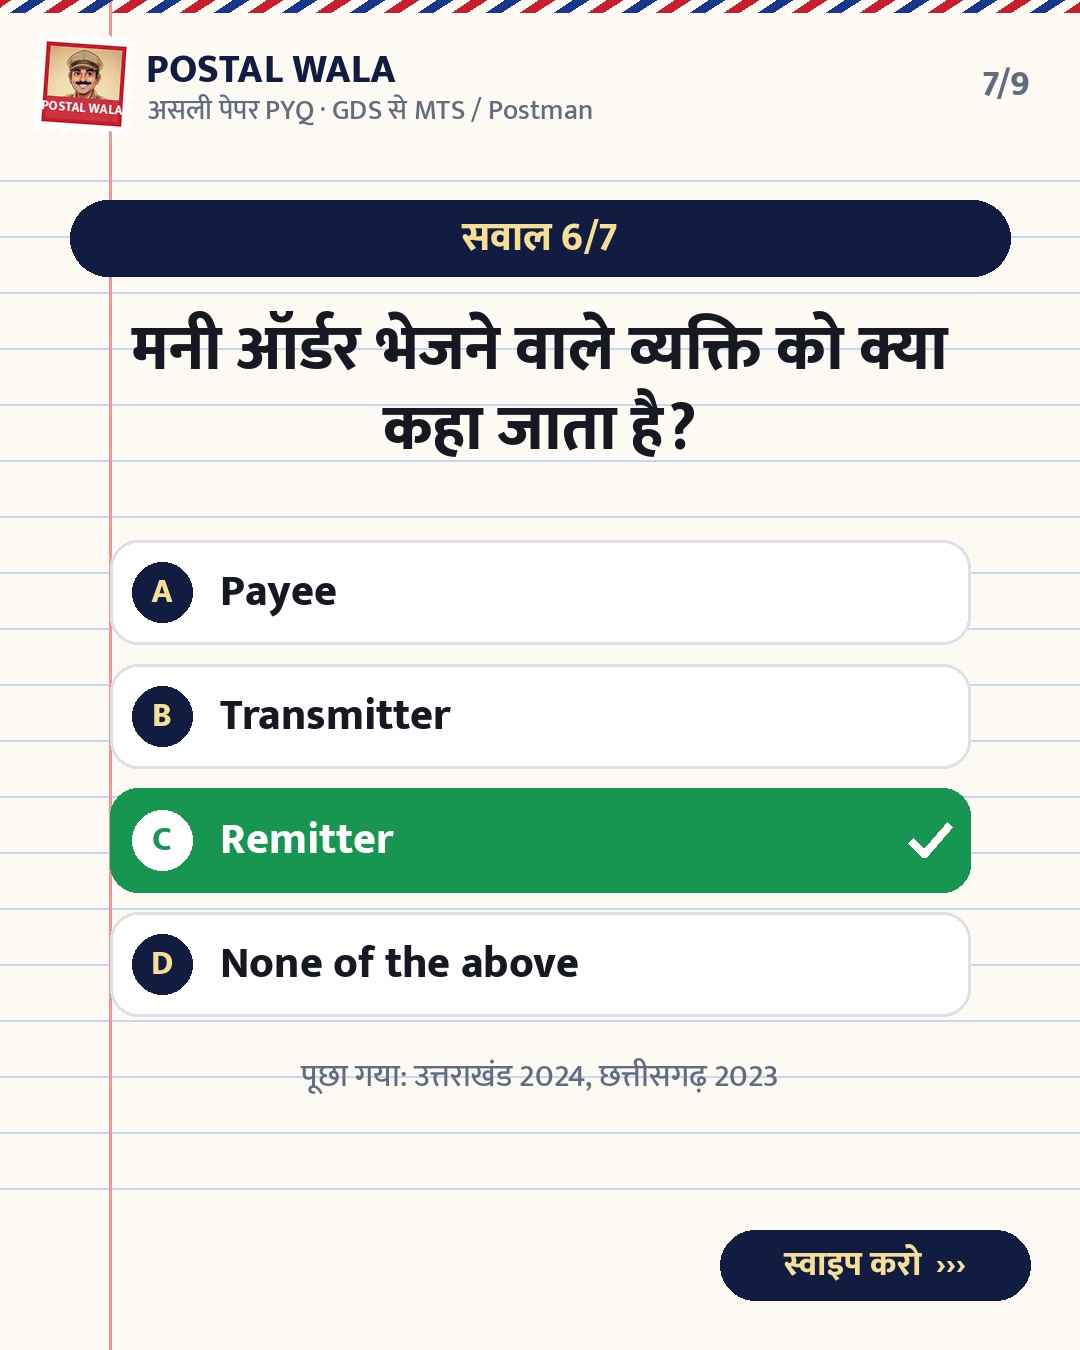 POSTAL WALA
POSTAL WALA
असली पेपर PYQ · GDS से MTS / Postman
7/9
सवाल 6/7
मनी ऑर्डर भेजने वाले व्यक्ति को क्या
कहा जाता है?
A Payee
B Transmitter
C Remitter
D None of the above
पूछा गया: उत्तराखंड 2024, छत्तीसगढ़ 2023
स्वाइप करो ›››